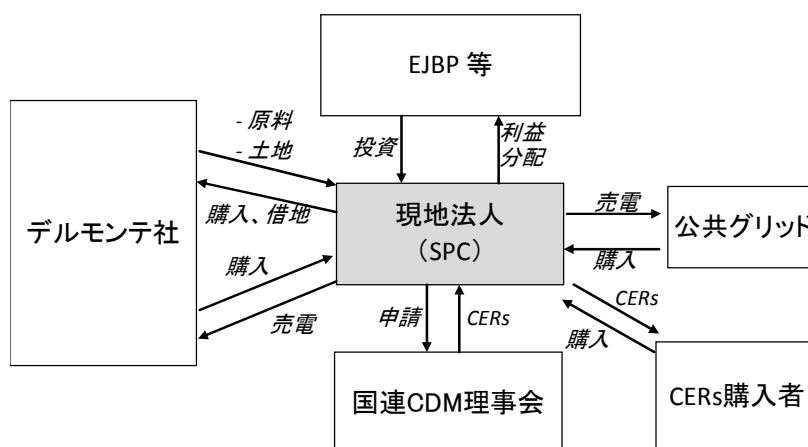 EJBP 等
- 原料
- 土地
投資
利益
分配
デルモンテ社
購入、借地
現地法人
（SPC）
売電
公共グリッド
購入
購入
売電
申請
CERs
CERs
購入
国連CDM理事会
CERs購入者